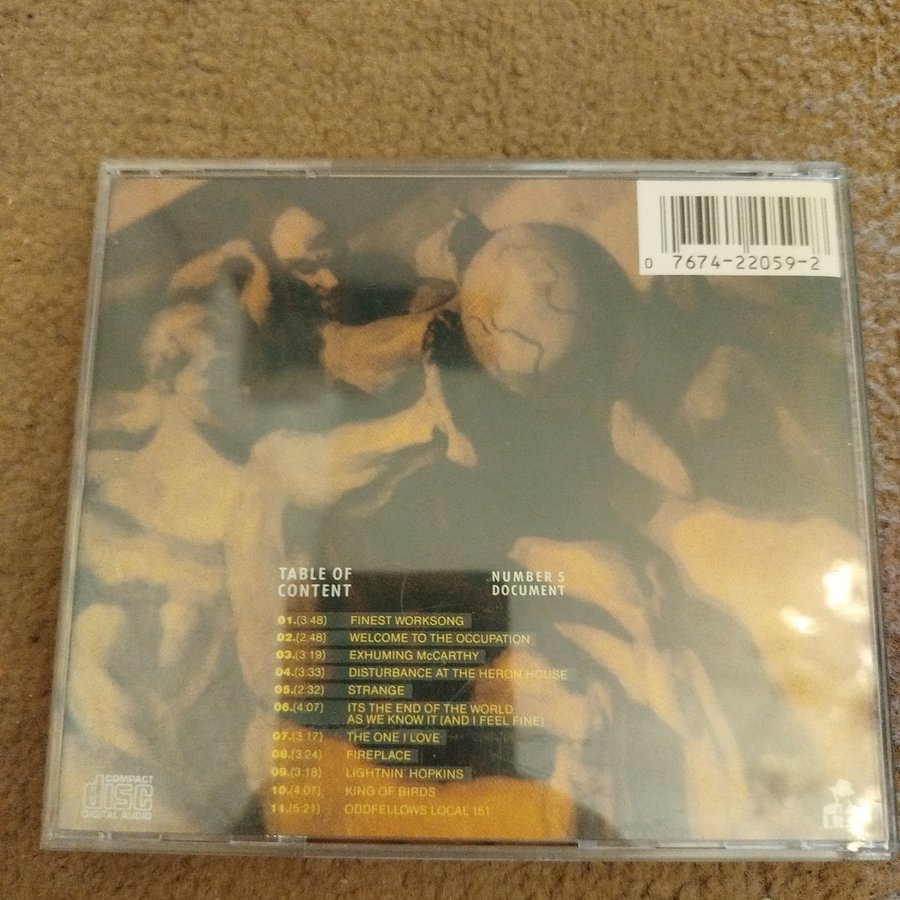 0 7674-22059-2
TABLE OF
CONTENT
NUMBER 5
DOCUMENT
01.(3:48) FINEST WORKSONG
02.(2:48) WELCOME TO THE OCCUPATION
03.(3:19) EXHUMING McCARTHY
04.(3:33) DISTURBANCE AT THE HERON HOUSE
05.(2:32) STRANGE
06.(4:07) ITS THE END OF THE WORLD
AS WE KNOW IT (AND I FEEL FINE)
07.(3:17) THE ONE I LOVE
08.(3:24) FIREPLACE
09.(3:18) LIGHTNIN' HOPKINS
10.(4:07) KING OF BIRDS
11.(5:21) ODDFELLOWS LOCAL 151
COMPACT
disc
DIGITAL AUDIO